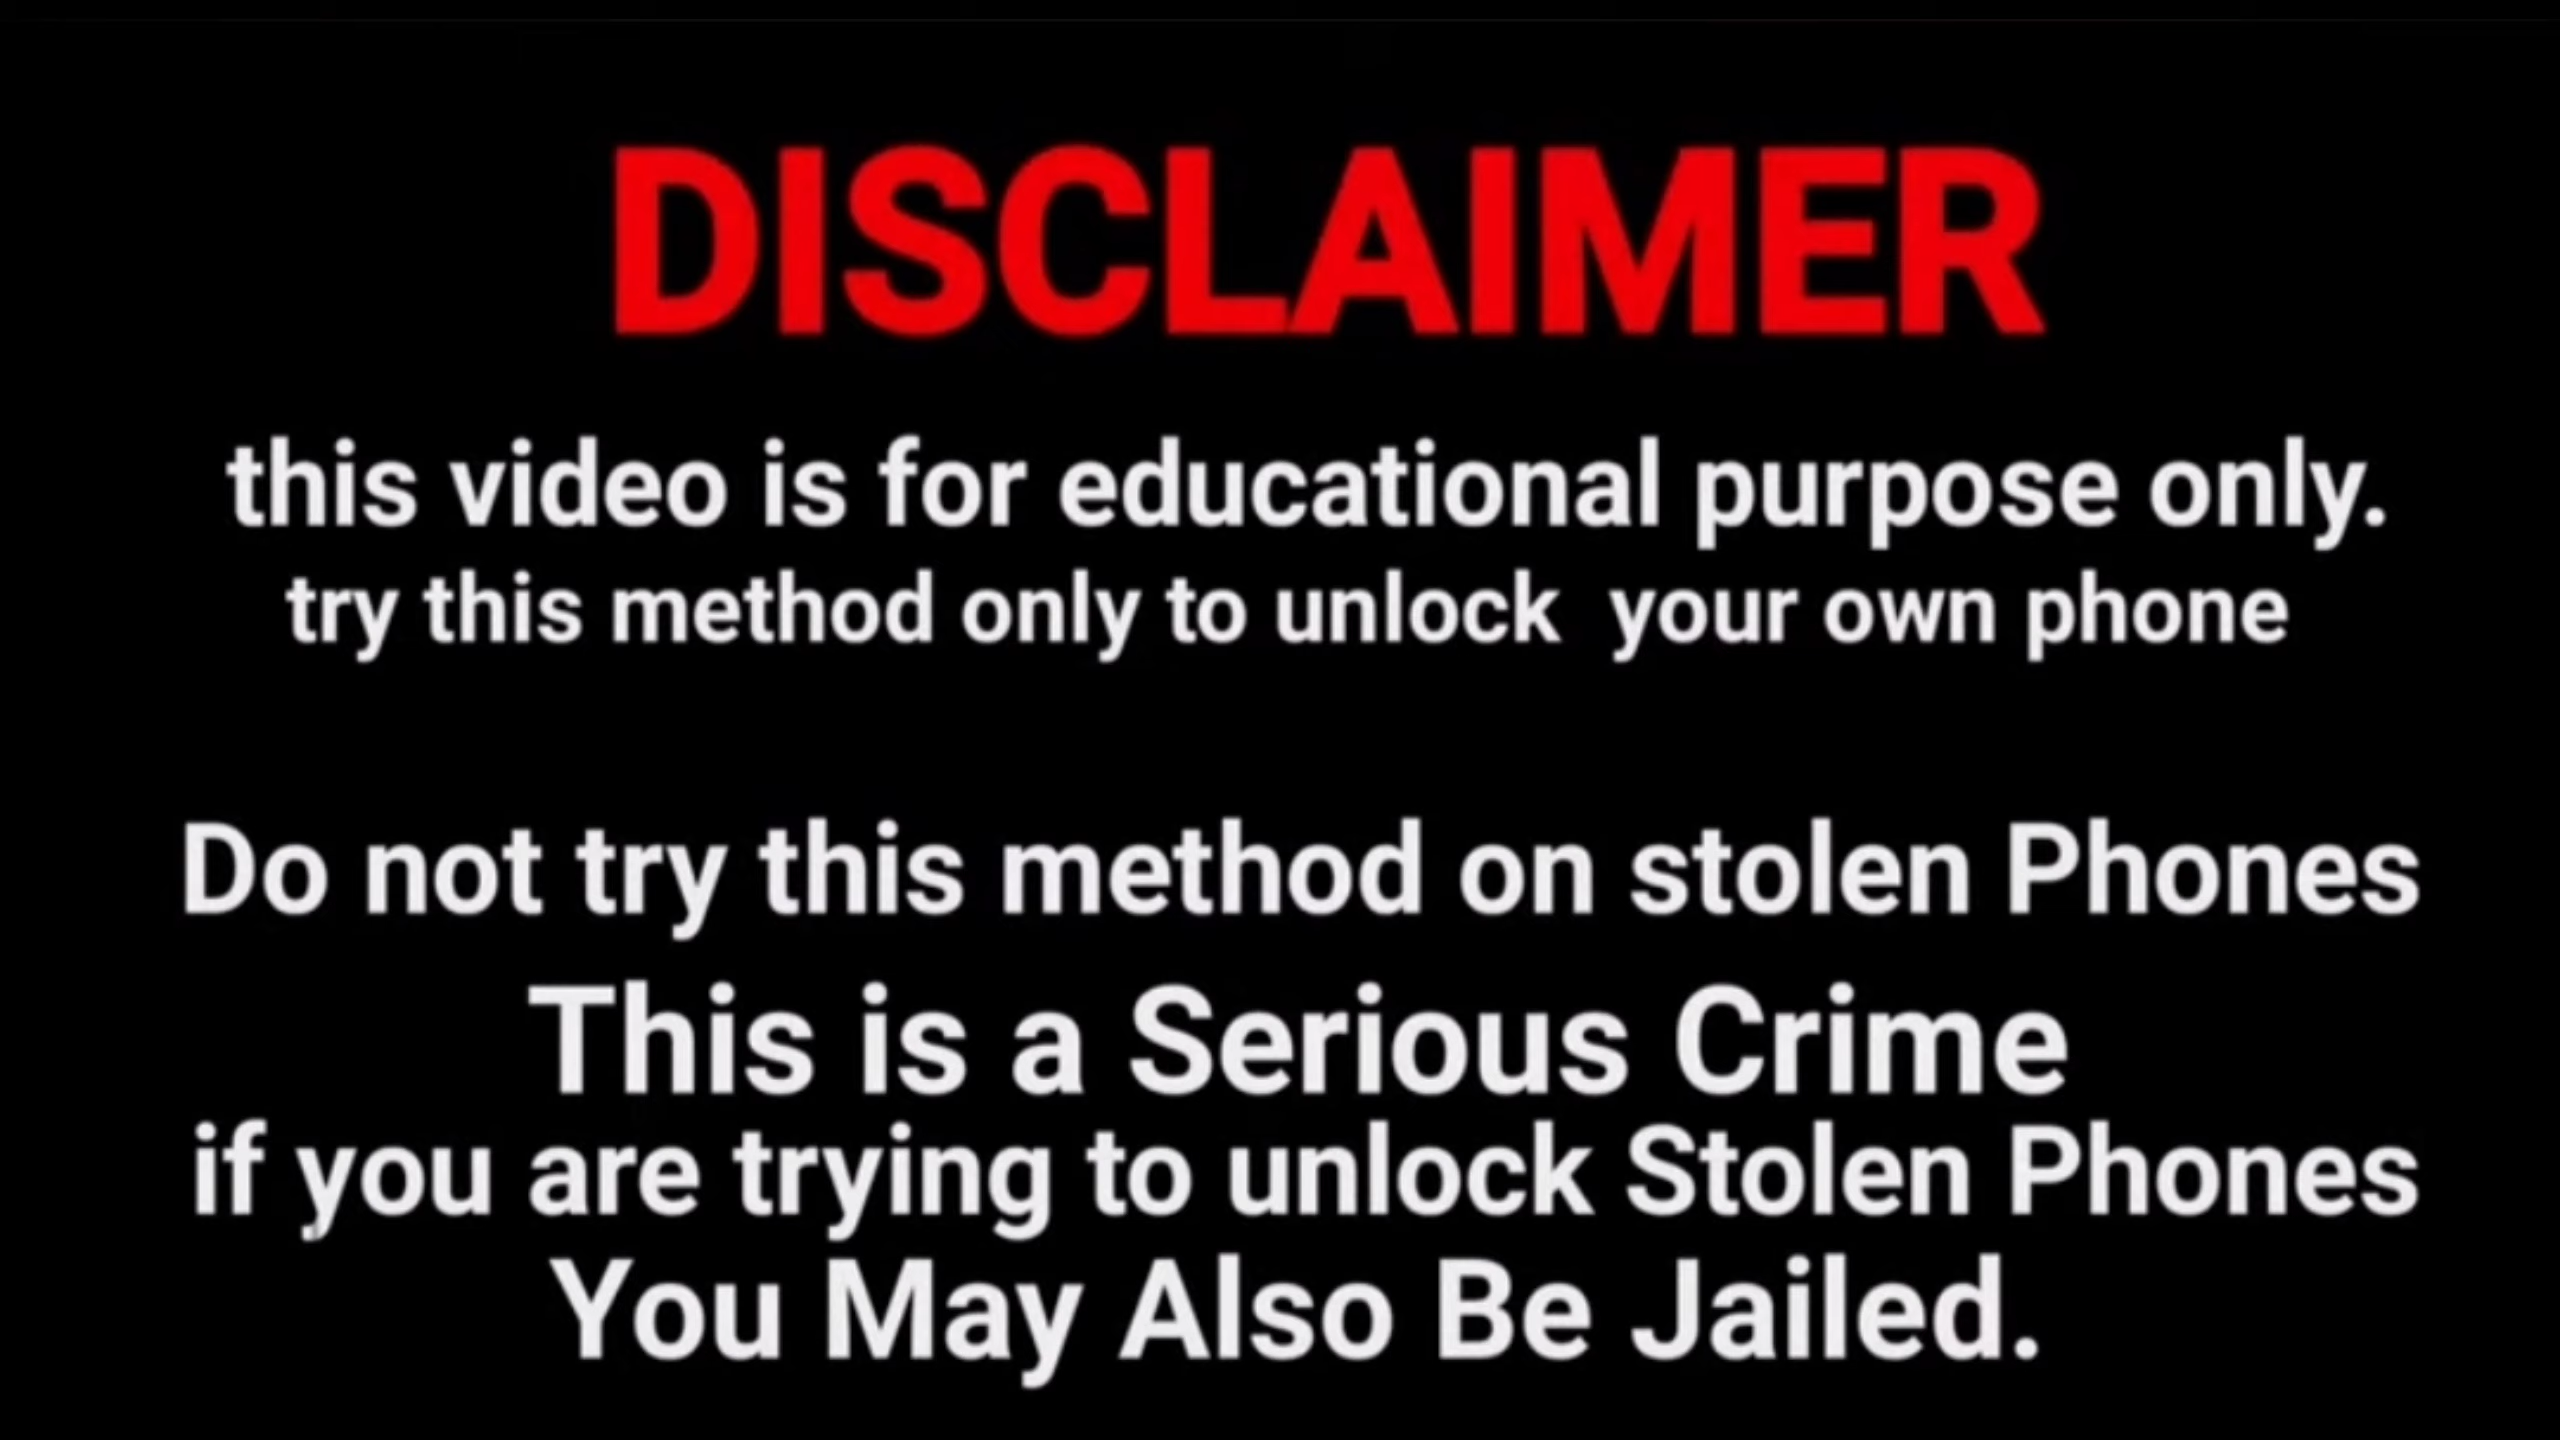 DISCLAIMER
this video is for educational purpose only.
try this method only to unlock your own phone
Do not try this method on stolen Phones
This is a Serious Crime
if you are trying to unlock Stolen Phones
You May Also Be Jailed.